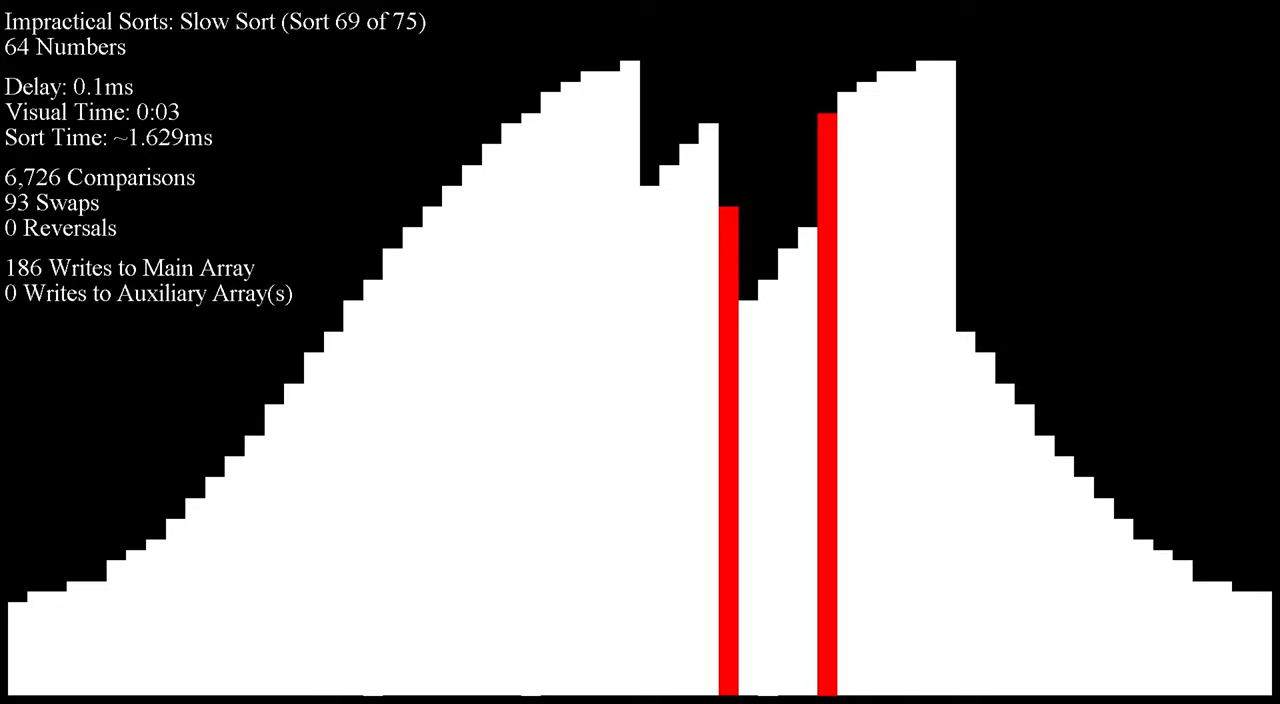 Impractical Sorts: Slow Sort (Sort 69 of 75)
64 Numbers
Delay: 0.1ms
Visual Time: 0:03
Sort Time: ~1.629ms
6,726 Comparisons
93 Swaps
0 Reversals
186 Writes to Main Array
0 Writes to Auxiliary Array(s)